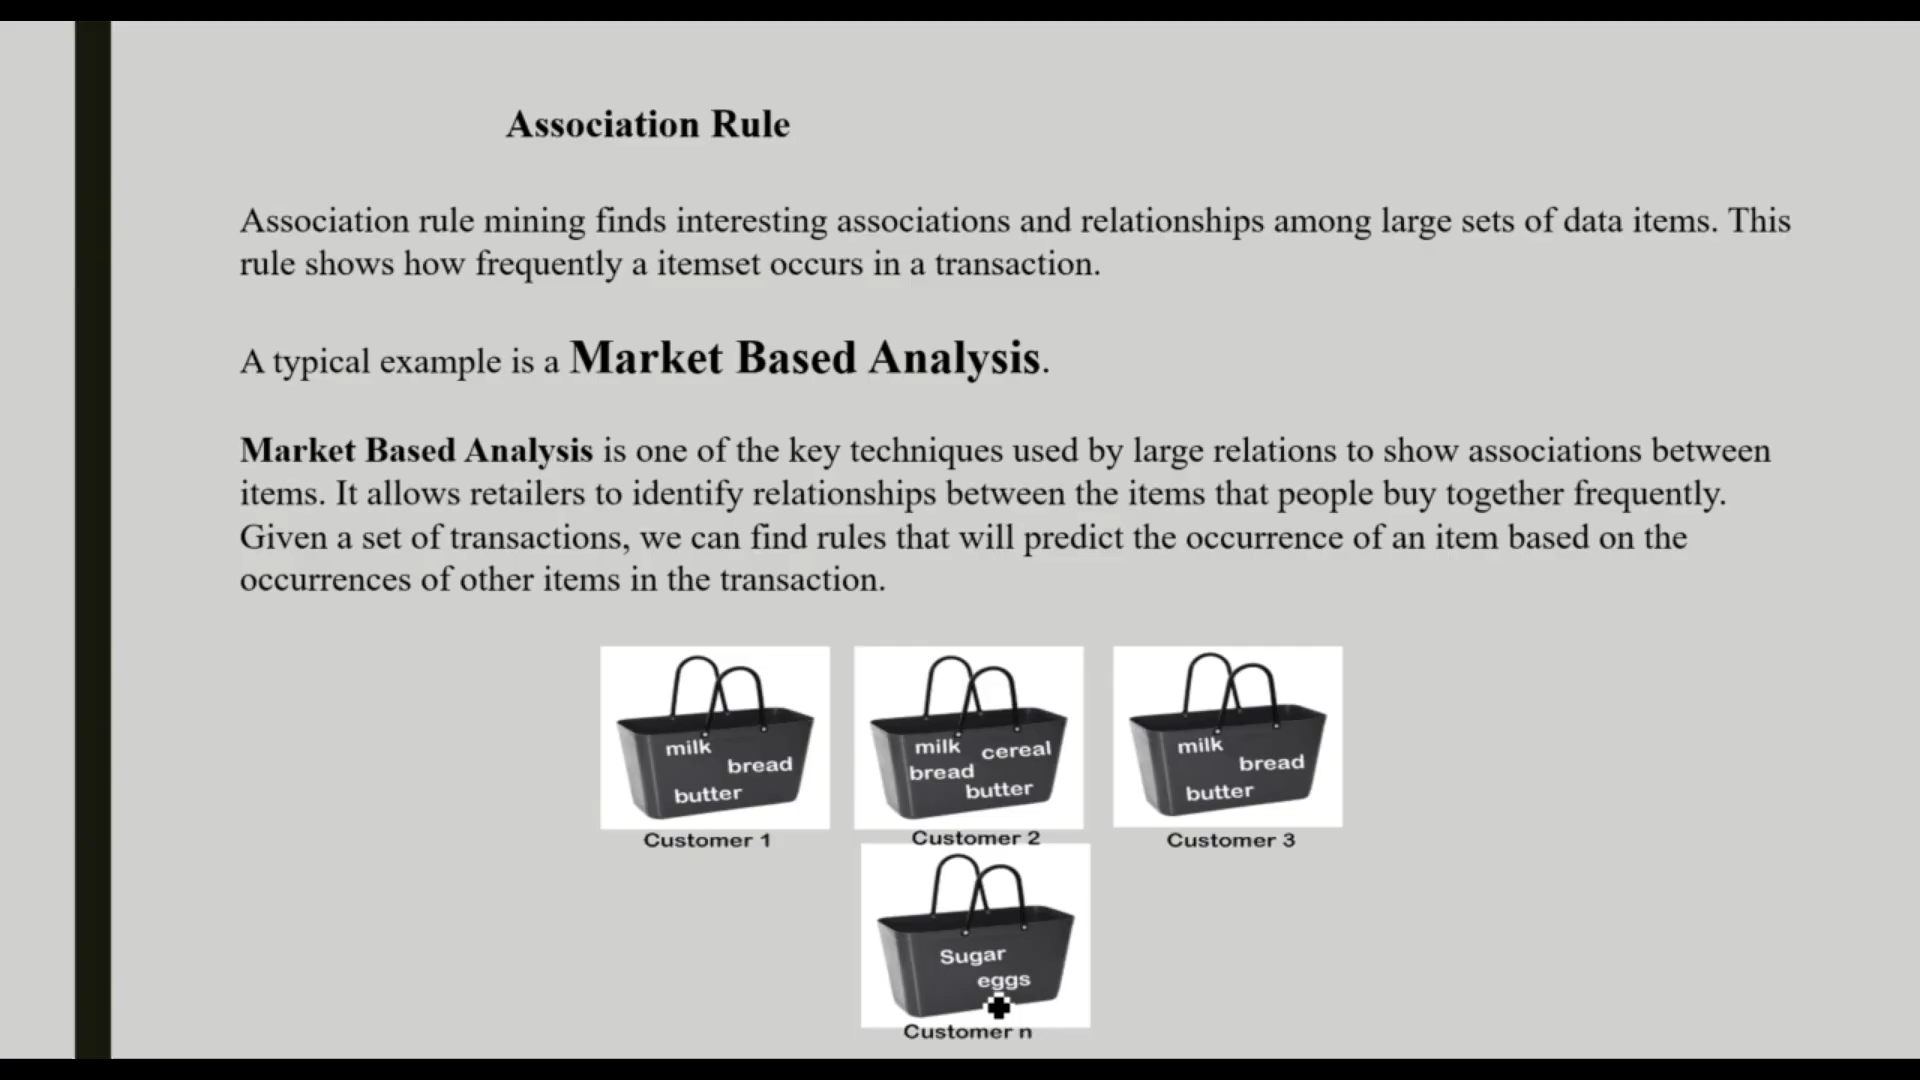 Association Rule
Association rule mining finds interesting associations and relationships among large sets of data items. This
rule shows how frequently a itemset occurs in a transaction.
A typical example is a Market Based Analysis.
Market Based Analysis is one of the key techniques used by large relations to show associations between
items. It allows retailers to identify relationships between the items that people buy together frequently.
Given a set of transactions, we can find rules that will predict the occurrence of an item based on the
occurrences of other items in the transaction.
milk
bread
butter
Customer 1
milk cereal
bread
butter
Customer 2
milk
bread
butter
Customer 3
Sugar
eggs
Customer n